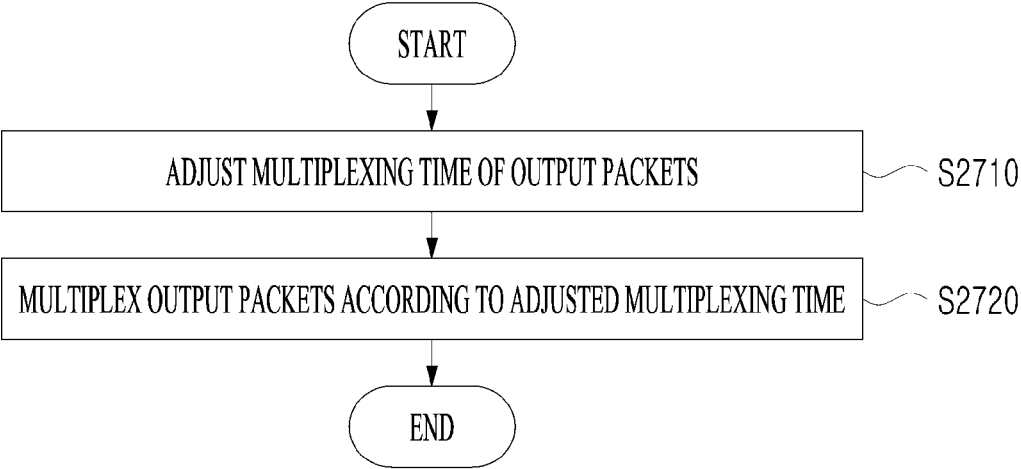 START
ADJUST MULTIPLEXING TIME OF OUTPUT PACKETS
S2710
MULTIPLEX OUTPUT PACKETS ACCORDING TO ADJUSTED MULTIPLEXING TIME
S2720
END